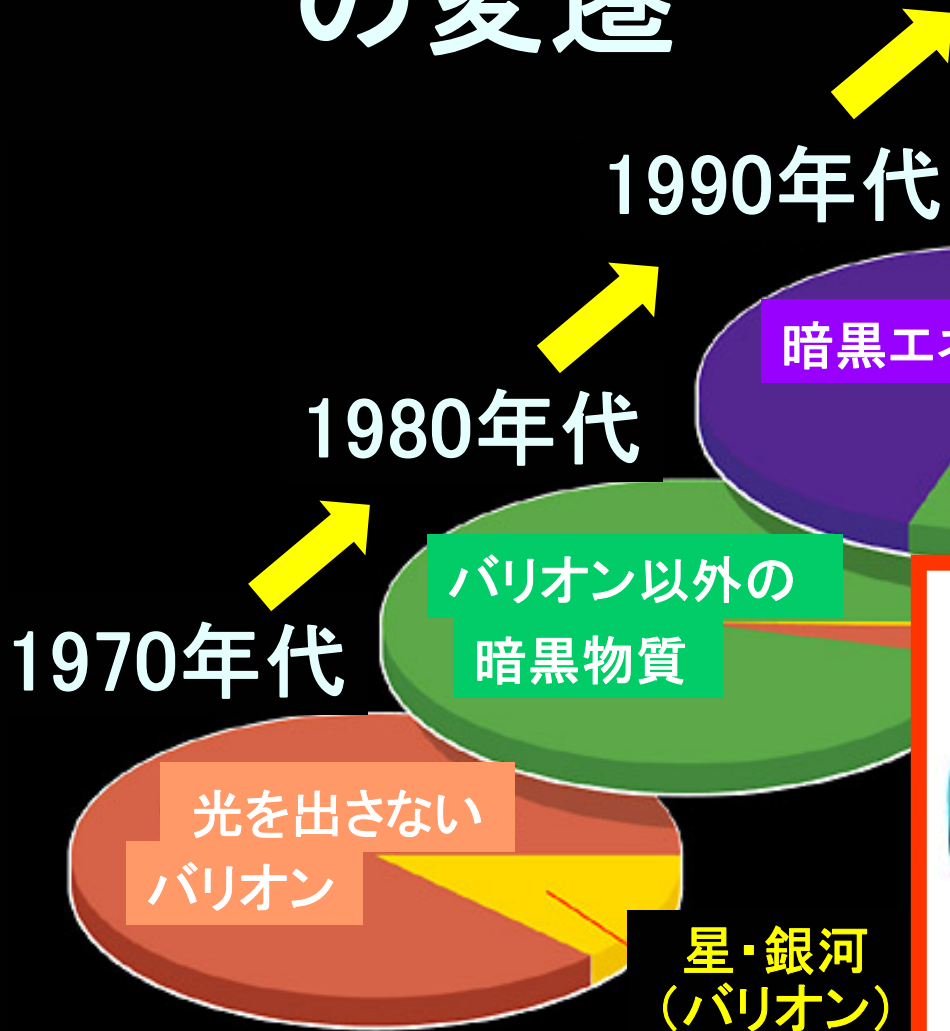 の変遷
1990年代
暗黒エネ
1980年代
バリオン以外の
暗黒物質
1970年代
光を出さない
バリオン
星・銀河
（バリオン）